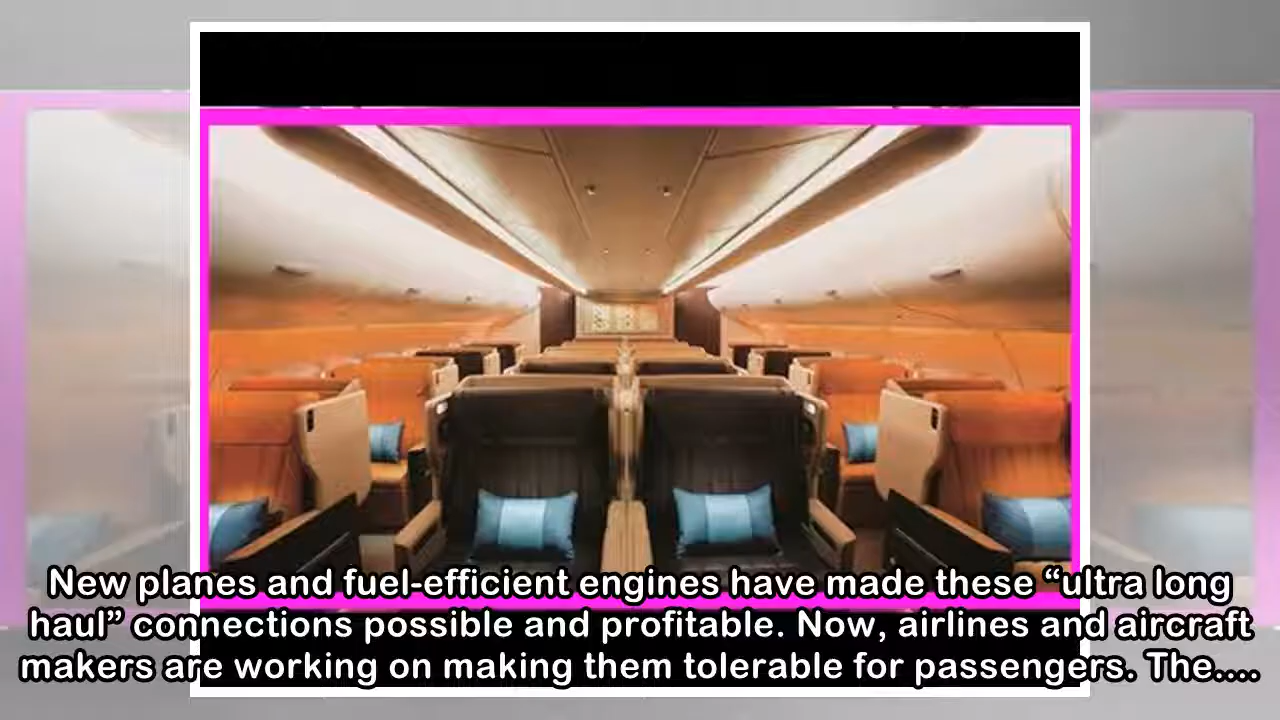 New planes and fuel-efficient engines have made these “ultra long
haul” connections possible and profitable. Now, airlines and aircraft
makers are working on making them tolerable for passengers. The....